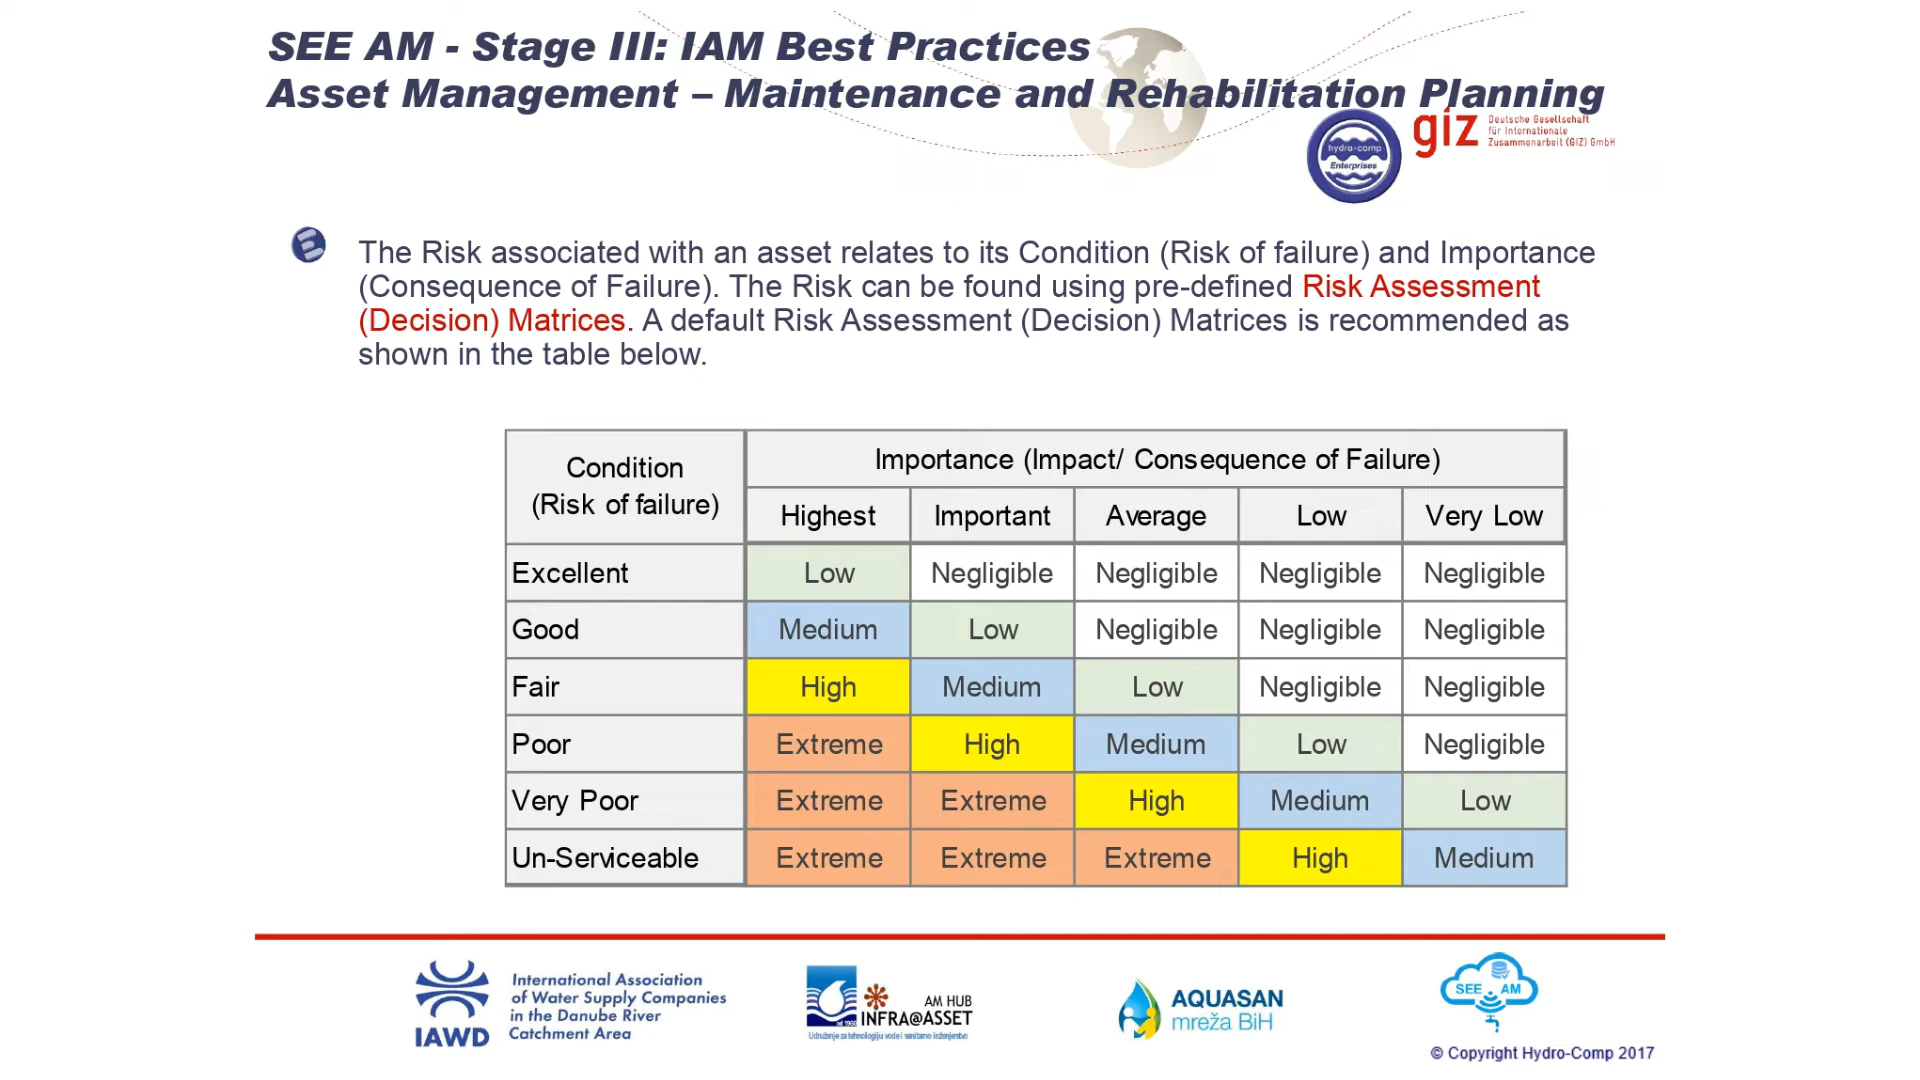 SEE AM - Stage III: IAM Best Practices
Asset Management – Maintenance and Rehabilitation Planning
hydro-comp
Enterprises
giz
Deutsche Gesellschaft
für Internationale
Zusammenarbeit (GIZ) GmbH
The Risk associated with an asset relates to its Condition (Risk of failure) and Importance
(Consequence of Failure). The Risk can be found using pre-defined Risk Assessment
(Decision) Matrices. A default Risk Assessment (Decision) Matrices is recommended as
shown in the table below.
Condition
(Risk of failure)
Importance (Impact/ Consequence of Failure)
Highest Important Average Low Very Low
Excellent Low Negligible Negligible Negligible Negligible
Good Medium Low Negligible Negligible Negligible
Fair High Medium Low Negligible Negligible
Poor Extreme High Medium Low Negligible
Very Poor Extreme Extreme High Medium Low
Un-Serviceable Extreme Extreme Extreme High Medium
IAWD
International Association
of Water Supply Companies
in the Danube River
Catchment Area
AM HUB
INFRA@ASSET
Udruženje za tehnologiju vode i sanitarno inženjerstvo
AQUASAN
mreža BiH
SEE AM
© Copyright Hydro-Comp 2017